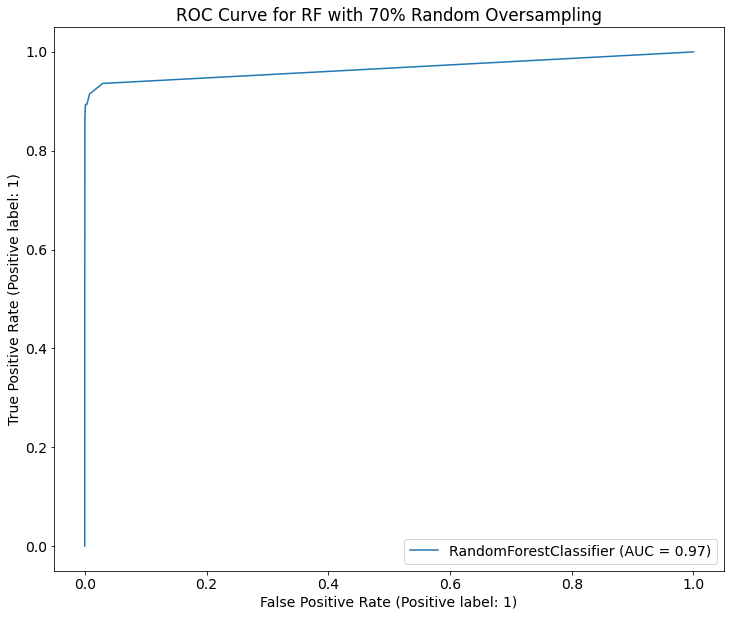 ROC Curve for RF with 70% Random Oversampling
1.0
0.8
0.6
0.4
0.2
0.0
True Positive Rate (Positive label: 1)
RandomForestClassifier (AUC = 0.97)
0.0 0.2 0.4 0.6 0.8 1.0
False Positive Rate (Positive label: 1)